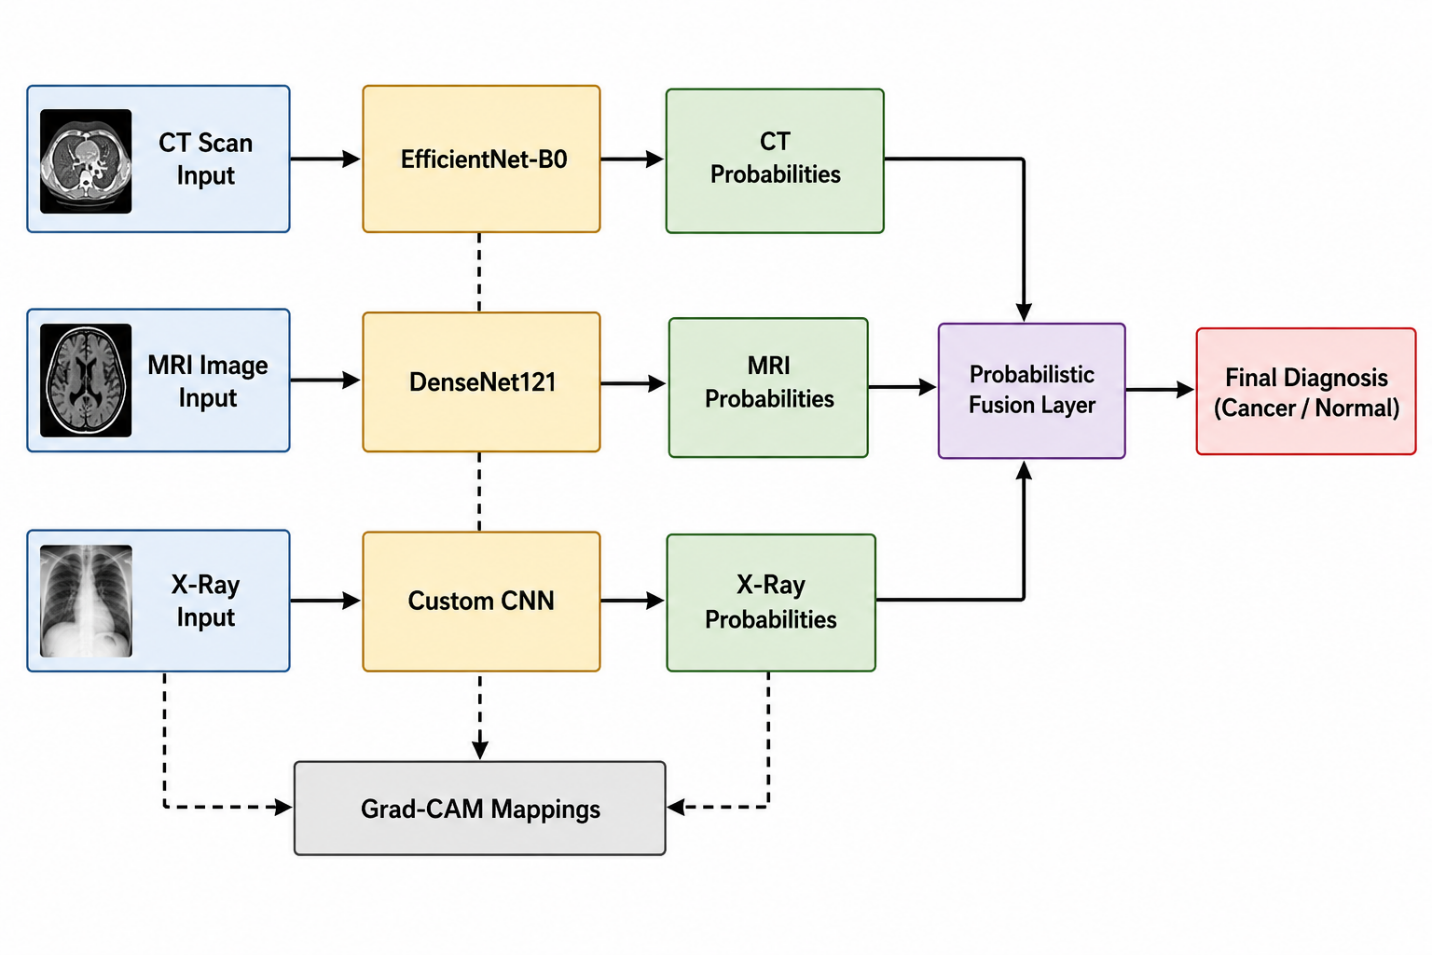 CT Scan
Input
EfficientNet-B0
CT
Probabilities
MRI Image
Input
DenseNet121
MRI
Probabilities
Probabilistic
Fusion Layer
Final Diagnosis
(Cancer / Normal)
X-Ray
Input
Custom CNN
X-Ray
Probabilities
Grad-CAM Mappings